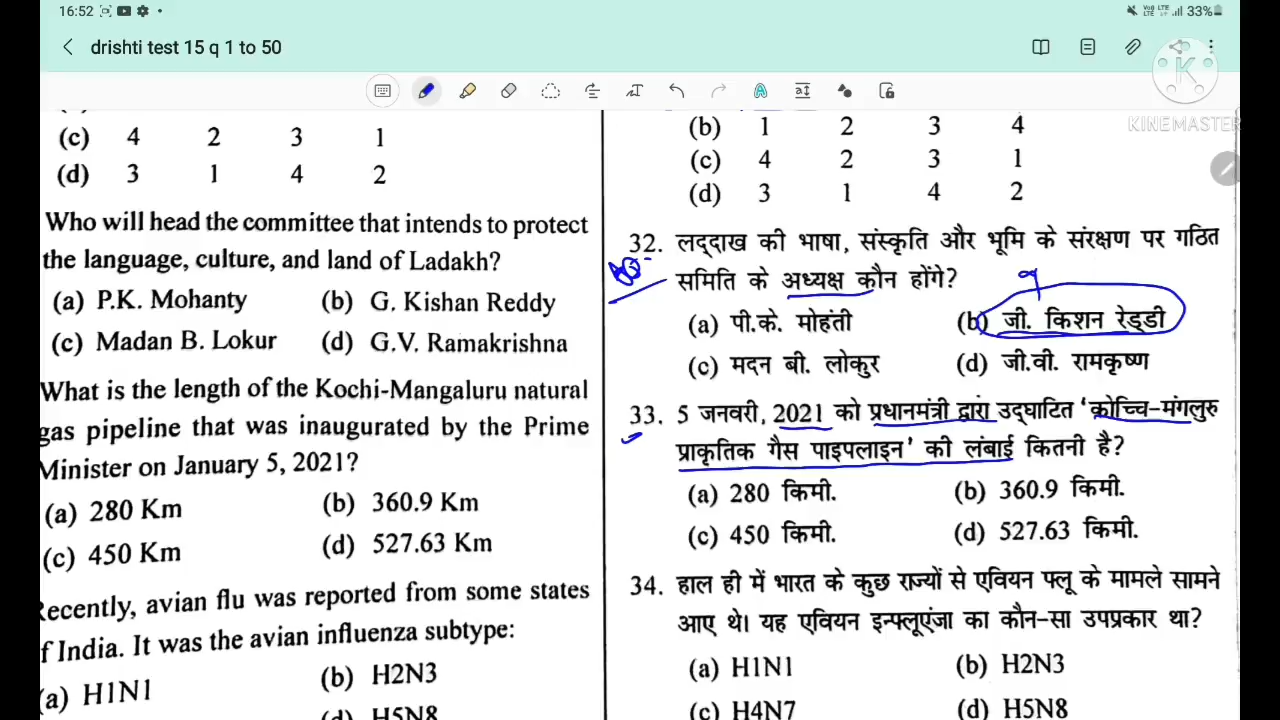 16:52
33%
drishti test 15 q 1 to 50
KINEMASTER
(c) 4 2 3 1
(d) 3 1 4 2
Who will head the committee that intends to protect
the language, culture, and land of Ladakh?
(a) P.K. Mohanty (b) G. Kishan Reddy
(c) Madan B. Lokur (d) G.V. Ramakrishna
What is the length of the Kochi-Mangaluru natural
gas pipeline that was inaugurated by the Prime
Minister on January 5, 2021?
(a) 280 Km (b) 360.9 Km
(c) 450 Km (d) 527.63 Km
Recently, avian flu was reported from some states
of India. It was the avian influenza subtype:
(a) H1N1 (b) H2N3
(d) H5N8
(b) 1 2 3 4
(c) 4 2 3 1
(d) 3 1 4 2
32. लद्दाख की भाषा, संस्कृति और भूमि के संरक्षण पर गठित
समिति के अध्यक्ष कौन होंगे?
(a) पी.के. मोहंती (b) जी. किशन रेड्डी
(c) मदन बी. लोकुर (d) जी.वी. रामकृष्ण
33. 5 जनवरी, 2021 को प्रधानमंत्री द्वारा उद्घाटित 'कोच्चि-मंगलुरु
प्राकृतिक गैस पाइपलाइन' की लंबाई कितनी है?
(a) 280 किमी. (b) 360.9 किमी.
(c) 450 किमी. (d) 527.63 किमी.
34. हाल ही में भारत के कुछ राज्यों से एवियन फ्लू के मामले सामने
आए थे। यह एवियन इन्फ्लूएंजा का कौन-सा उपप्रकार था?
(a) H1N1 (b) H2N3
(c) H4N7 (d) H5N8